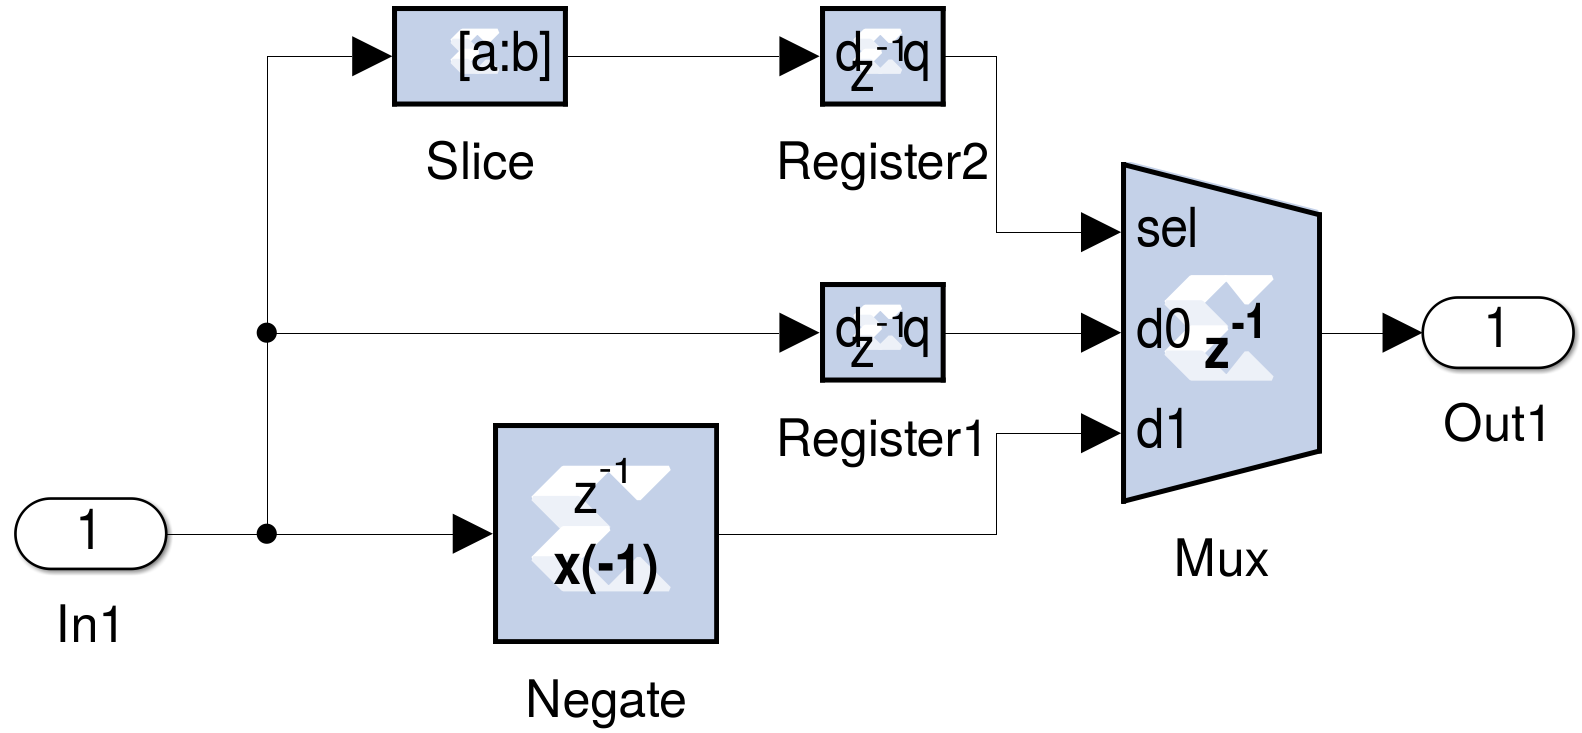 [a:b]
Slice
d z-1 q
Register2
sel
d0
d1
z-1
Mux
d z-1 q
Register1
z-1
x(-1)
Negate
1
In1
1
Out1